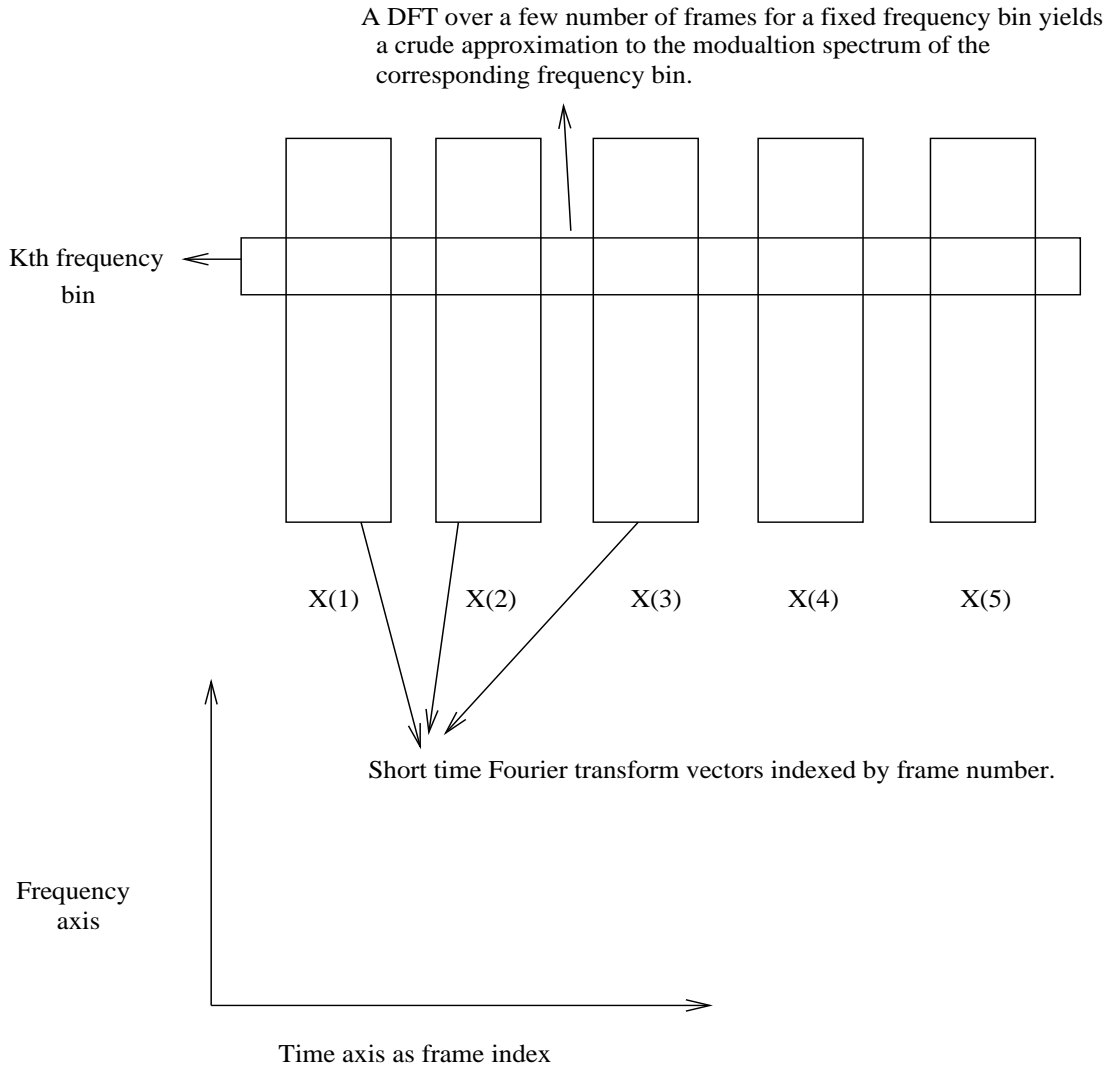 A DFT over a few number of frames for a fixed frequency bin yields
a crude approximation to the modualtion spectrum of the
corresponding frequency bin.
Kth frequency
bin
X(1)
X(2)
X(3)
X(4)
X(5)
Short time Fourier transform vectors indexed by frame number.
Frequency
axis
Time axis as frame index